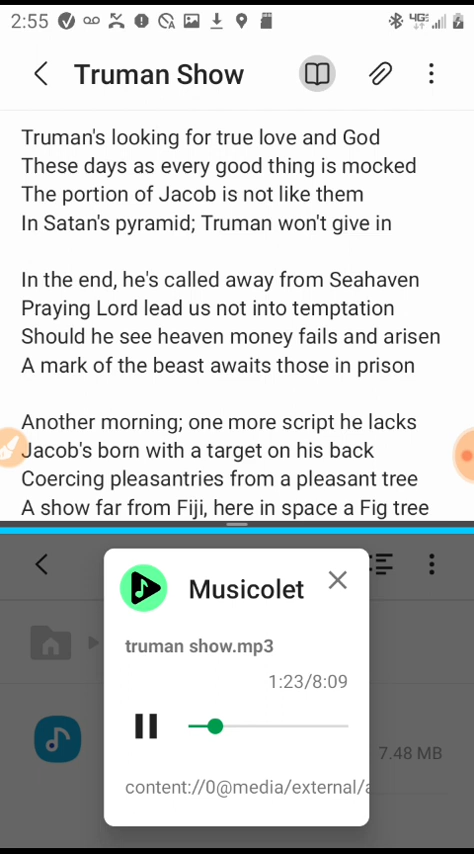 2:55
4GE
Truman Show
Truman's looking for true love and God
These days as every good thing is mocked
The portion of Jacob is not like them
In Satan's pyramid; Truman won't give in
In the end, he's called away from Seahaven
Praying Lord lead us not into temptation
Should he see heaven money fails and arisen
A mark of the beast awaits those in prison
Another morning; one more script he lacks
Jacob's born with a target on his back
Coercing pleasantries from a pleasant tree
A show far from Fiji, here in space a Fig tree
Musicolet
truman show.mp3
1:23/8:09
7.48 MB
content://0@media/external/a